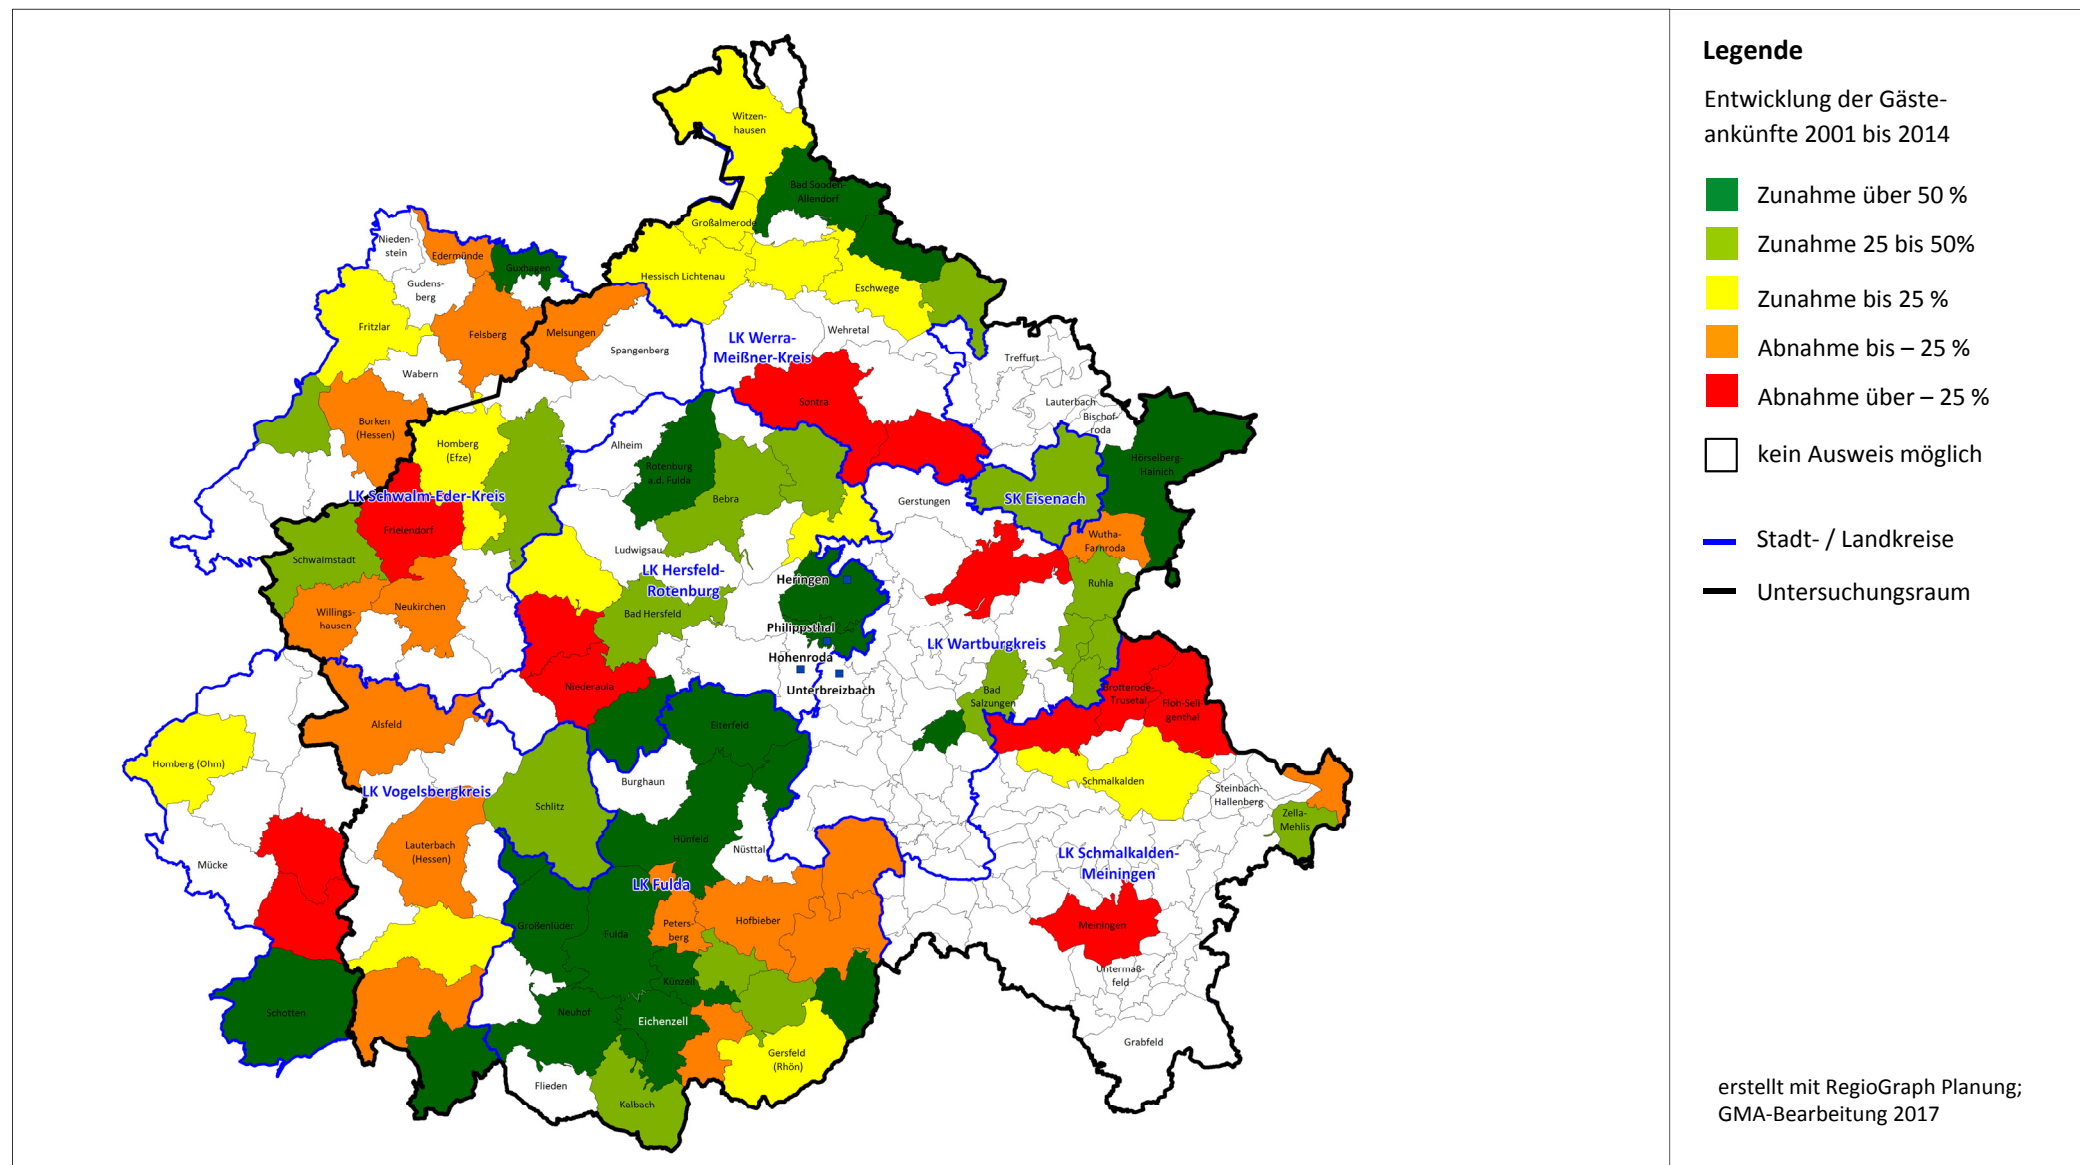 Witzen-
hausen
Bad Sooden-
Allendorf
Großalmerode
Nieden-
stein
Edermünde
Guxhagen
Hessisch Lichtenau
Gudens-
berg
Eschwege
Fritzlar
Felsberg
Melsungen
Wehretal
LK Werra-
Meißner-Kreis
Spangenberg
Treffurt
Wabern
Sontra
Lauterbach
Bischof-
roda
Borken
(Hessen)
Homberg
(Efze)
Alheim
Rotenburg
a.d. Fulda
Hörselberg-
Hainich
LK Schwalm-Eder-Kreis
Bebra
Gerstungen
SK Eisenach
Frielendorf
Wutha-
Farnroda
Schwalmstadt
Ludwigsau
LK Hersfeld-
Rotenburg
Heringen
Ruhla
Willings-
hausen
Neukirchen
Bad Hersfeld
Philippsthal
LK Wartburgkreis
Hohenroda
Niederaula
Unterbreizbach
Bad
Salzungen
Brotterode-
Trusetal
Floh-Seli-
genthal
Alsfeld
Eiterfeld
Homberg (Ohm)
Burghaun
Schmalkalden
LK Vogelsbergkreis
Steinbach-
Hallenberg
Schlitz
Zella-
Mehlis
Lauterbach
(Hessen)
Hünfeld
Nüsttal
Mücke
LK Schmalkalden-
Meiningen
LK Fulda
Großenlüder
Fulda
Peters-
berg
Hofbieber
Meiningen
Künzell
Untermaß-
feld
Schotten
Neuhof
Eichenzell
Grabfeld
Gersfeld
(Rhön)
Flieden
Kalbach
Legende
Entwicklung der Gäste-
ankünfte 2001 bis 2014
Zunahme über 50 %
Zunahme 25 bis 50%
Zunahme bis 25 %
Abnahme bis – 25 %
Abnahme über – 25 %
kein Ausweis möglich
Stadt- / Landkreise
Untersuchungsraum
erstellt mit RegioGraph Planung;
GMA-Bearbeitung 2017